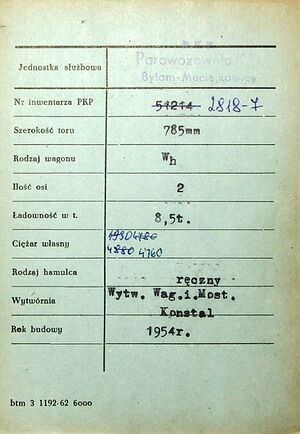 Jednostka służbowa
Parowozownia
Bytom-Maciejkowice
Nr inwentarza PKP 51214 2818-7
Szerokość toru 785mm
Rodzaj wagonu Wh
Ilość osi 2
Ładowność w t. 8,5t.
Ciężar własny
4880 4760
Rodzaj hamulca ręczny
Wytw. Wag.i.Most.
Wytwórnia Konstal
Rok budowy 1954r.
btm 3 1192-62 6000